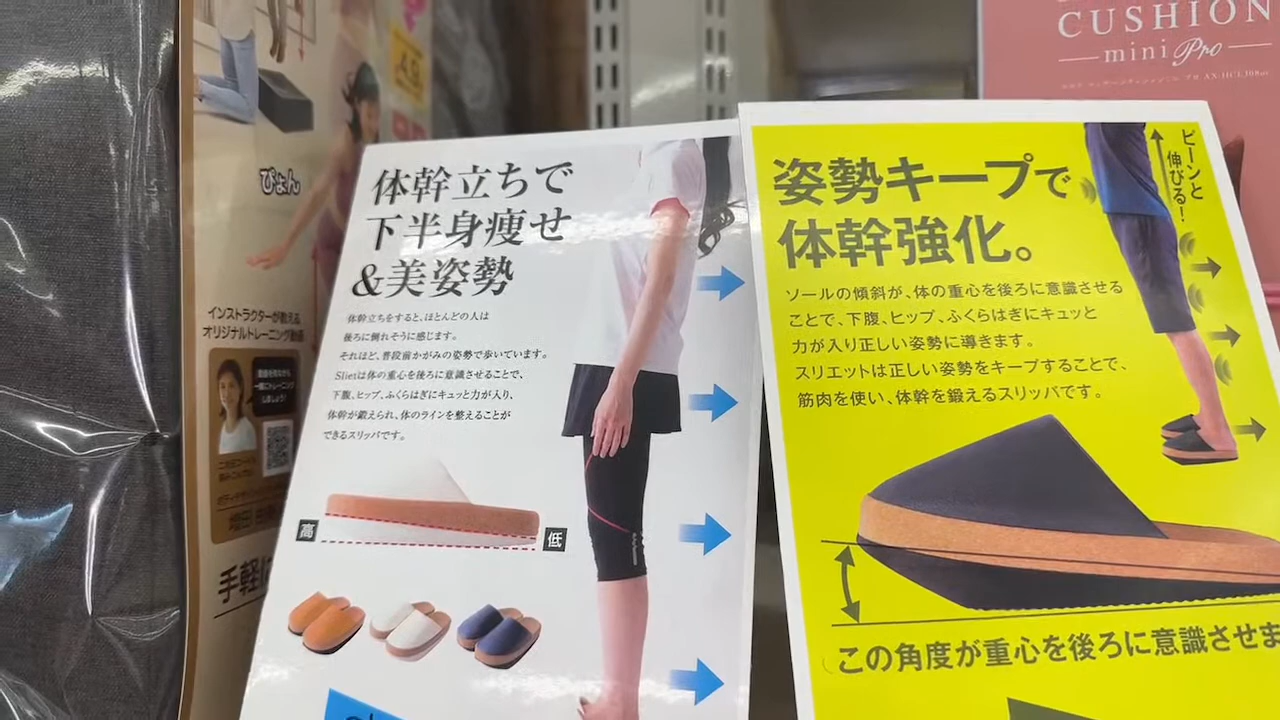 ぴょん
インストラクターが教える
オリジナルトレーニング動画
手軽に
体幹立ちで
下半身痩せ
&美姿勢
体幹立ちをすると、ほとんどの人は
後ろに倒れそうに感じます。
それほど、普段前かがみの姿勢で歩いています。
Slietは体の重心を後ろに意識させることで、
下腹、ヒップ、ふくらはぎにキュッと力が入り、
体幹が鍛えられ、体のラインを整えることが
できるスリッパです。
高
低
CUSHION
mini Pro
姿勢キープで
体幹強化。
ピーンと
伸びる!
ソールの傾斜が、体の重心を後ろに意識させる
ことで、下腹、ヒップ、ふくらはぎにキュッと
力が入り正しい姿勢に導きます。
スリエットは正しい姿勢をキープすることで、
筋肉を使い、体幹を鍛えるスリッパです。
この角度が重心を後ろに意識させま